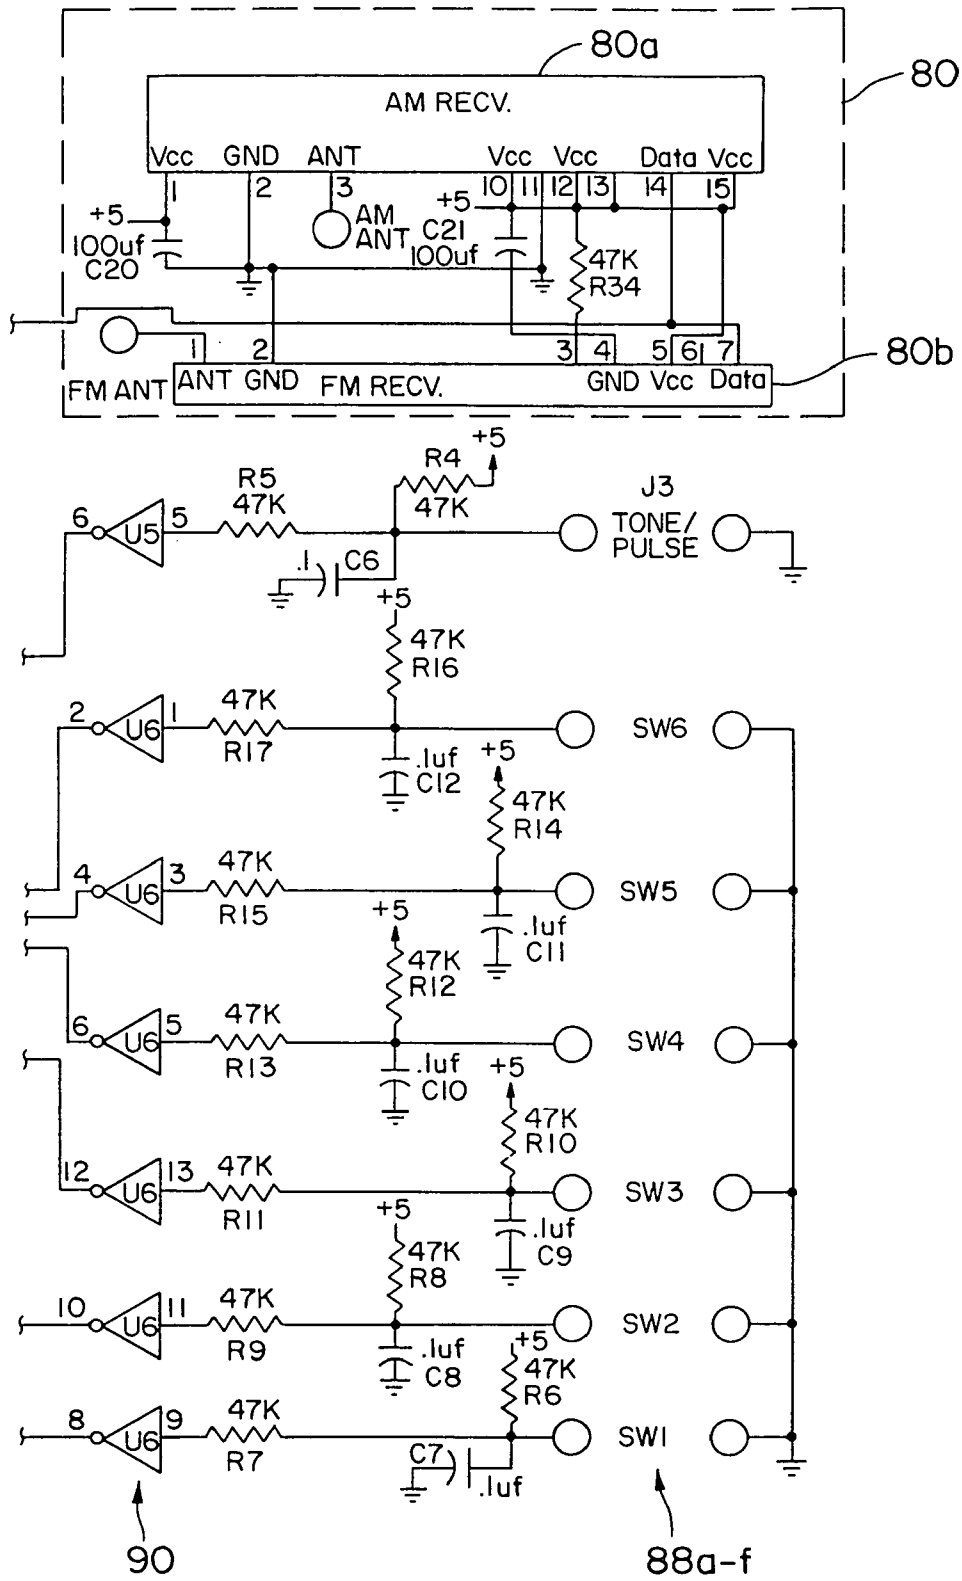 80a
80
AM RECV.
Vcc GND ANT Vcc Vcc Data Vcc
1 2 3 10 11 12 13 14 15
+5
100uf
C20
AM
ANT
+5
C21
100uf
47K
R34
1 2 3 4 5 6 7
FM ANT
ANT GND FM RECV. GND Vcc Data
80b
+5
R4
47K
R5
47K
6 U5 5
J3
TONE/
PULSE
.1 C6
+5
47K
R16
2 U6 1
47K
R17
SW6
.1uf
C12
+5
47K
R14
4 U6 3
47K
R15
SW5
.1uf
C11
+5
47K
R12
6 U6 5
47K
R13
SW4
.1uf
C10
+5
47K
R10
12 U6 13
47K
R11
SW3
.1uf
C9
+5
47K
R8
10 U6 11
47K
R9
SW2
.1uf
C8
+5
47K
R6
8 U6 9
47K
R7
SW1
C7
.1uf
90
88a-f